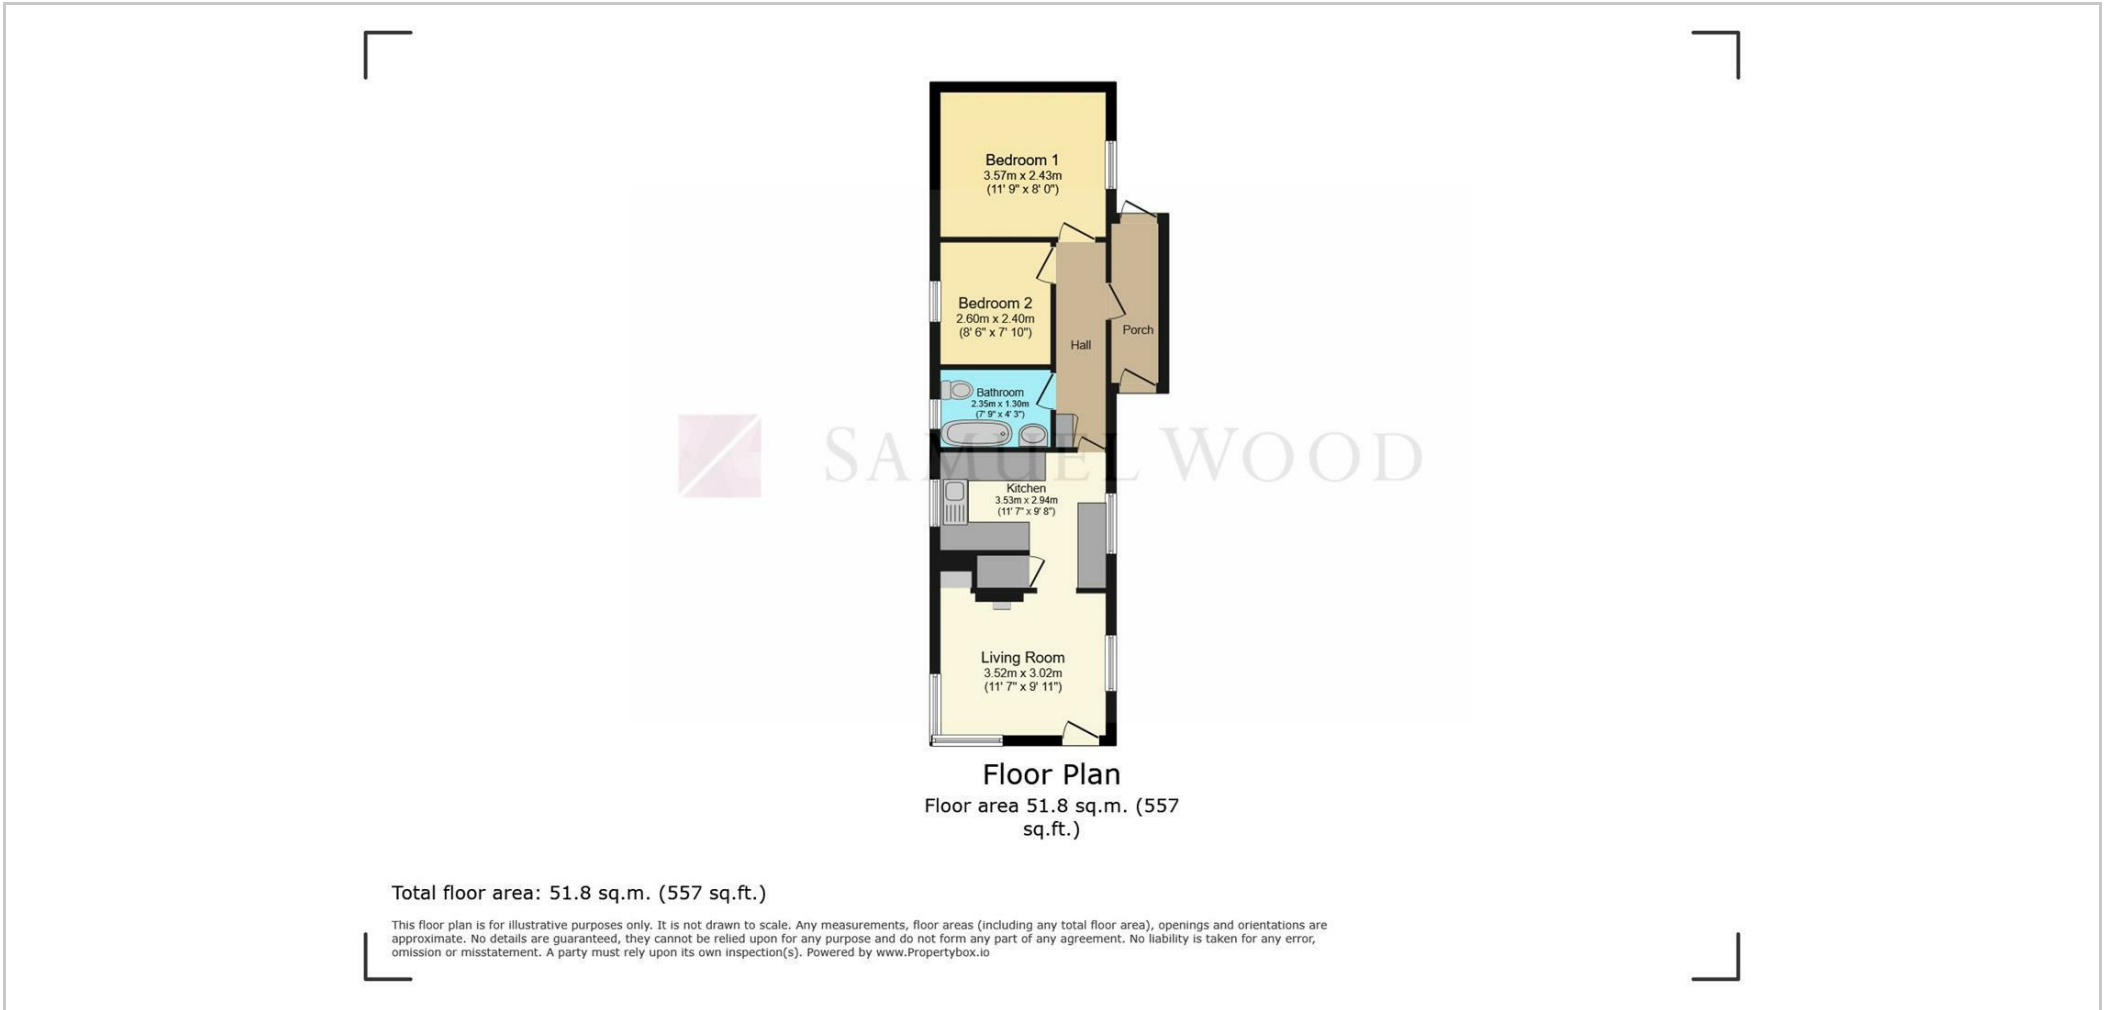 Bedroom 1
3.57m x 2.43m
(11' 9" x 8' 0")
Bedroom 2
2.60m x 2.40m
(8' 6" x 7' 10")
Hall
Porch
Bathroom
2.35m x 1.30m
(7' 9" x 4' 3")
SAMUEL WOOD
Kitchen
3.53m x 2.94m
(11' 7" x 9' 8")
Living Room
3.52m x 3.02m
(11' 7" x 9' 11")
Floor Plan
Floor area 51.8 sq.m. (557
sq.ft.)
Total floor area: 51.8 sq.m. (557 sq.ft.)
This floor plan is for illustrative purposes only. It is not drawn to scale. Any measurements, floor areas (including any total floor area), openings and orientations are
approximate. No details are guaranteed, they cannot be relied upon for any purpose and do not form any part of any agreement. No liability is taken for any error,
omission or misstatement. A party must rely upon its own inspection(s). Powered by www.Propertybox.io